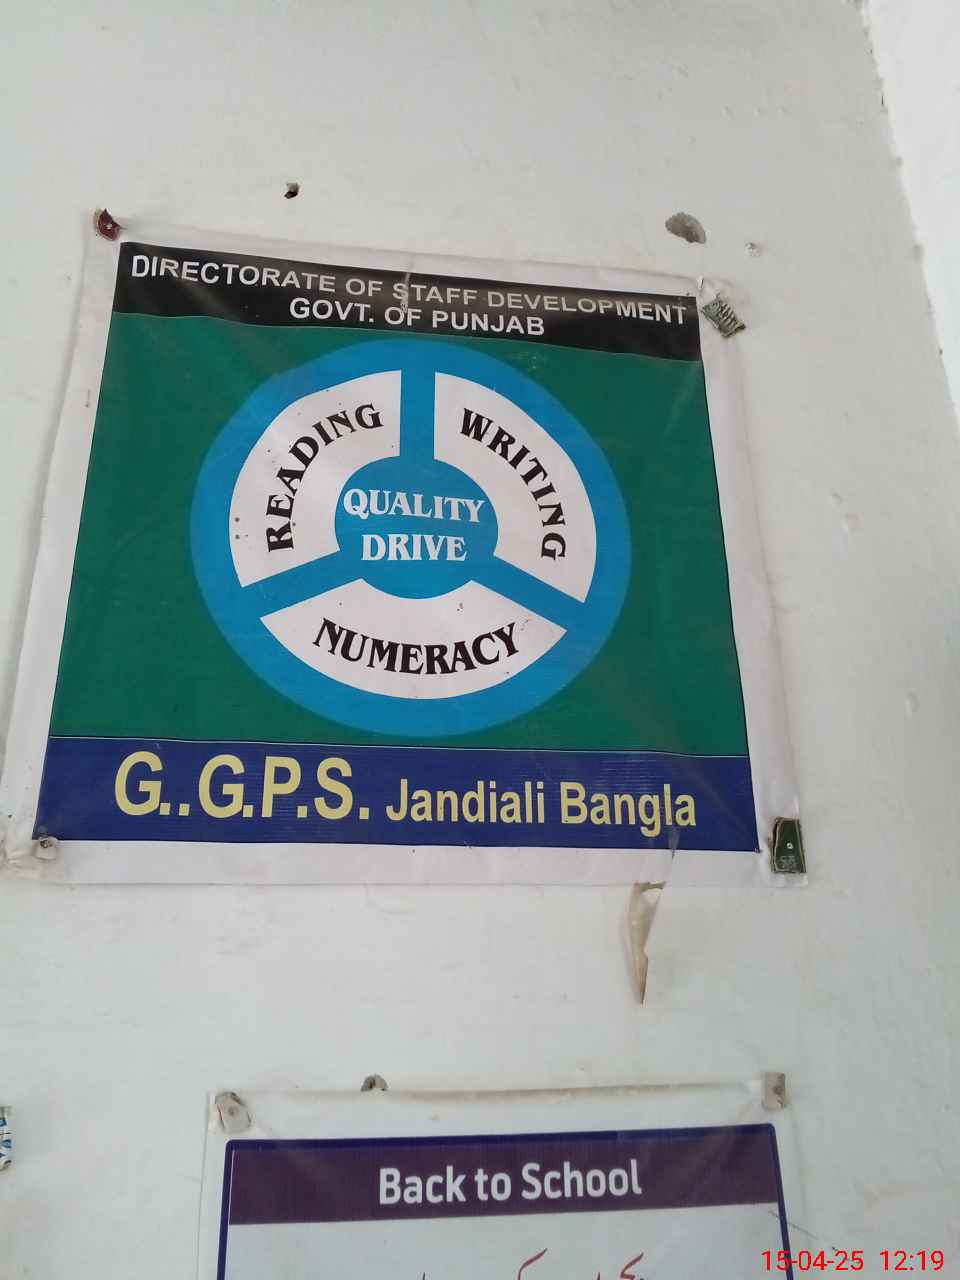 DIRECTORATE OF STAFF DEVELOPMENT
GOVT. OF PUNJAB
READING
WRITING
QUALITY
DRIVE
NUMERACY
G..G.P.S. Jandiali Bangla
Back to School
15-04-25 12:19